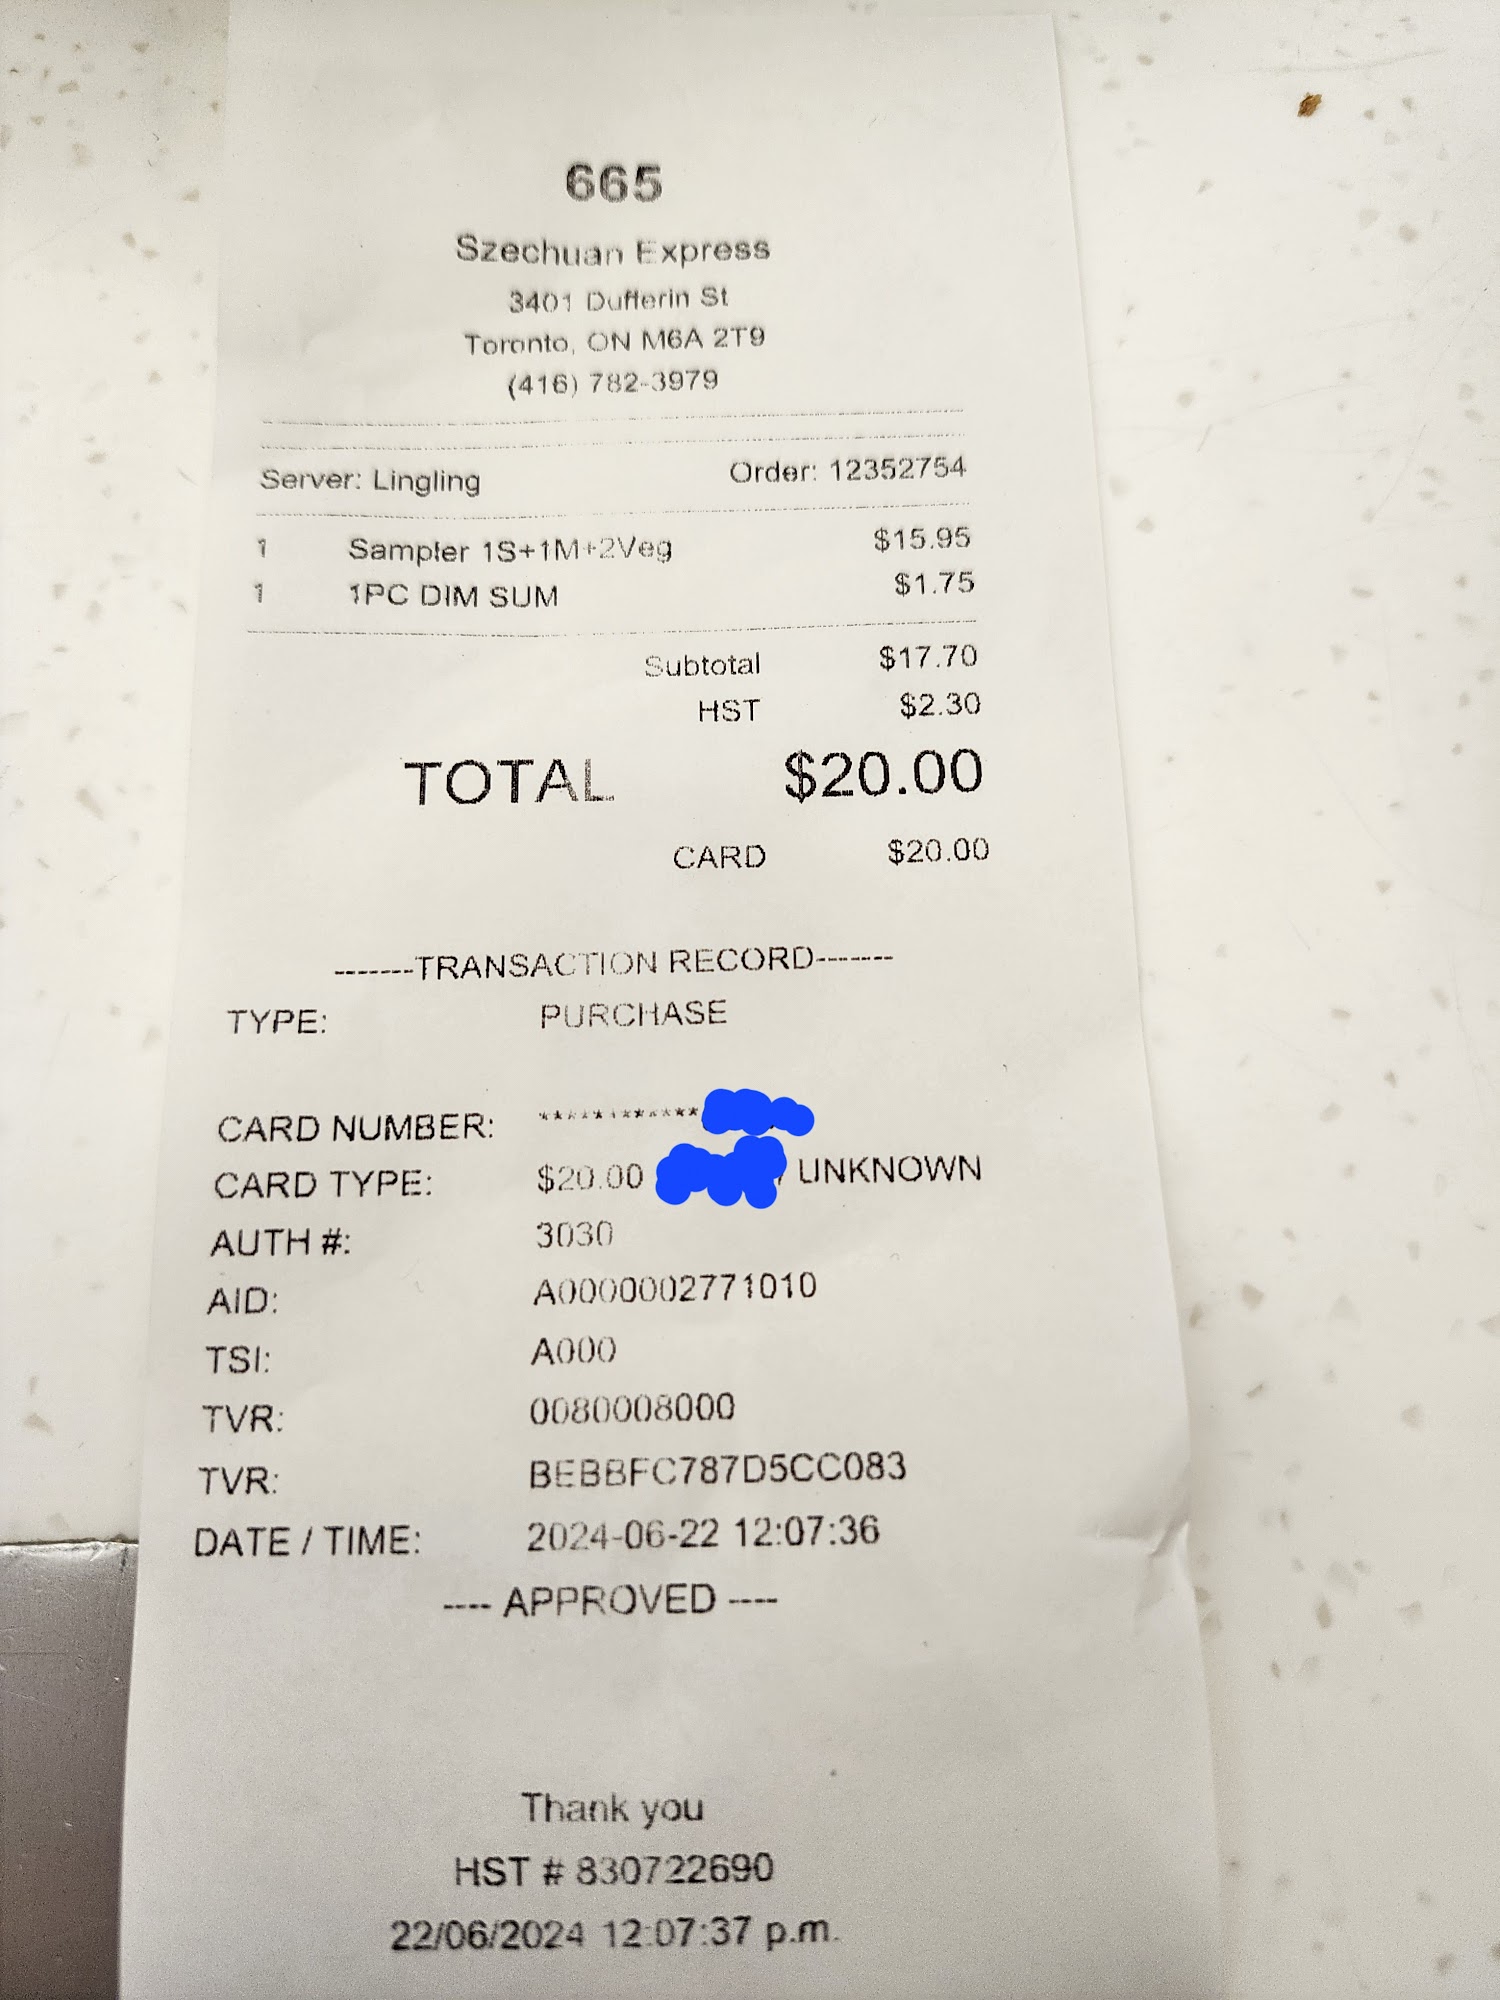 665
Szechuan Express
3401 Dufferin St
Toronto, ON M6A 2T9
(416) 782-3979
Server: Lingling Order: 12352754
1 Sampler 1S+1M+2Veg $15.95
1 1PC DIM SUM $1.75
Subtotal $17.70
HST $2.30
TOTAL $20.00
CARD $20.00
-------TRANSACTION RECORD-------
TYPE: PURCHASE
CARD NUMBER: ************
CARD TYPE: $20.00 UNKNOWN
AUTH #: 3030
AID: A0000002771010
TSI: A000
TVR: 0080008000
TVR: BEBBFC787D5CC083
DATE / TIME: 2024-06-22 12:07:36
---- APPROVED ----
Thank you
HST # 830722690
22/06/2024 12:07:37 p.m.